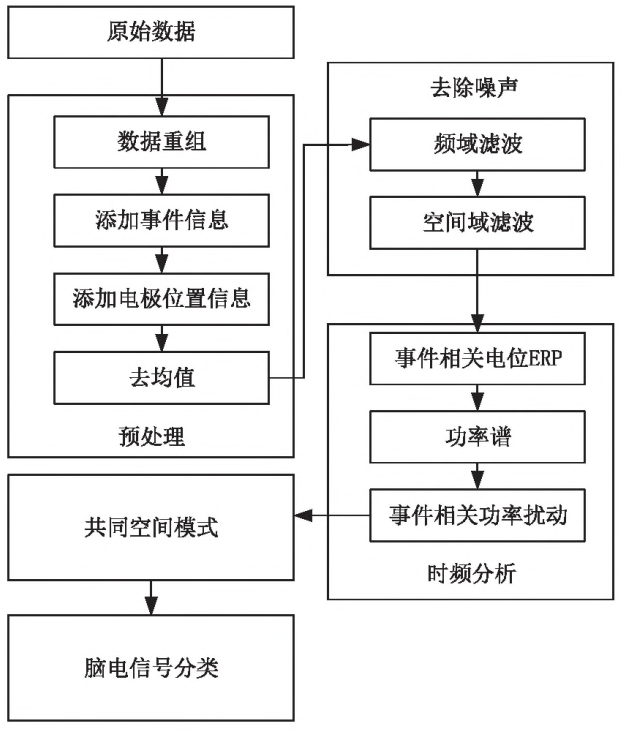 原始数据
数据重组
添加事件信息
添加电极位置信息
去均值
预处理
去除噪声
频域滤波
空间域滤波
事件相关电位ERP
功率谱
事件相关功率扰动
时频分析
共同空间模式
脑电信号分类